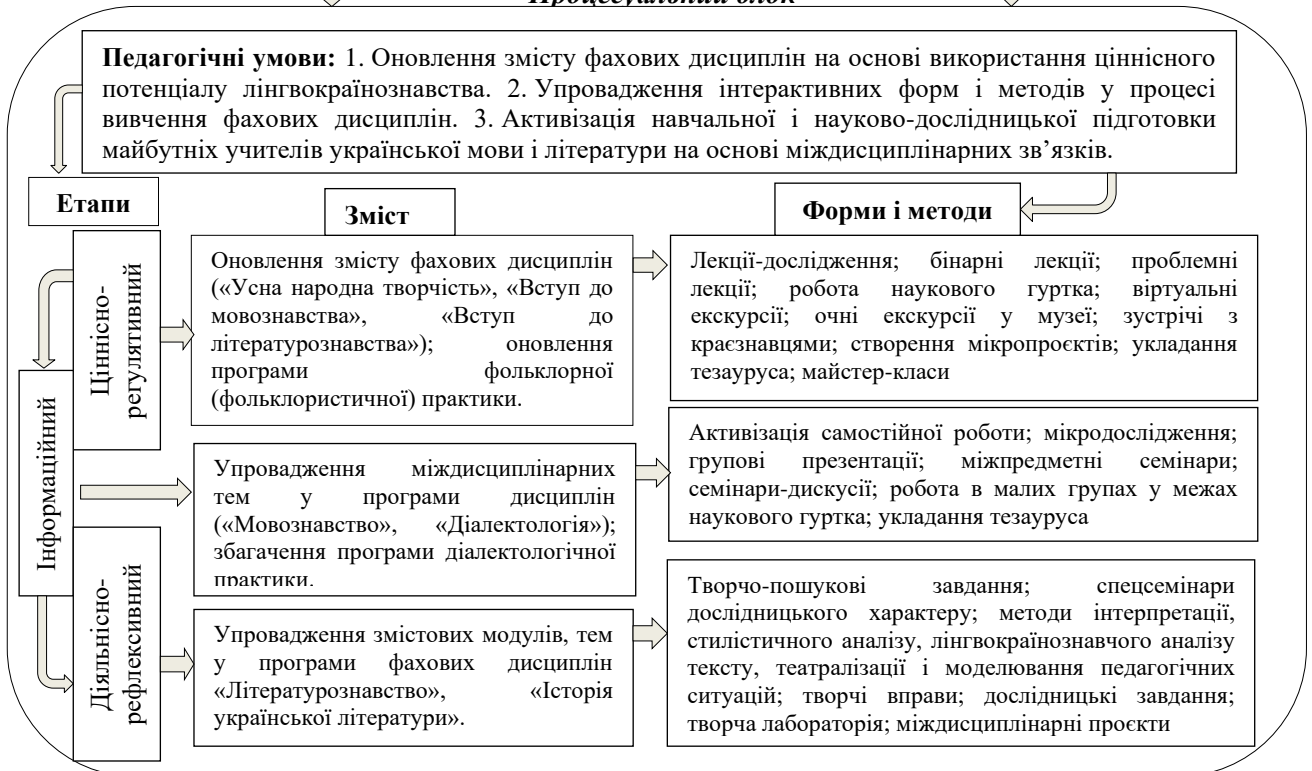 Процесуальний блок
Педагогічні умови: 1. Оновлення змісту фахових дисциплін на основі використання ціннісного
потенціалу лінгвокраїнознавства. 2. Упровадження інтерактивних форм і методів у процесі
вивчення фахових дисциплін. 3. Активізація навчальної і науково-дослідницької підготовки
майбутніх учителів української мови і літератури на основі міждисциплінарних зв’язків.
Етапи
Зміст
Форми і методи
Ціннісно-
регулятивний
Оновлення змісту фахових дисциплін
(«Усна народна творчість», «Вступ до
мовознавства», «Вступ до
літературознавства»); оновлення
програми фольклорної
(фольклористичної) практики.
Лекції-дослідження; бінарні лекції; проблемні
лекції; робота наукового гуртка; віртуальні
екскурсії; очні екскурсії у музеї; зустрічі з
краєзнавцями; створення мікропроєктів; укладання
тезауруса; майстер-класи
Інформаційний
Упровадження міждисциплінарних
тем у програми дисциплін
(«Мовознавство», «Діалектологія»);
збагачення програми діалектологічної
практики.
Активізація самостійної роботи; мікродослідження;
групові презентації; міжпредметні семінари;
семінари-дискусії; робота в малих групах у межах
наукового гуртка; укладання тезауруса
Діяльнісно-
рефлексивний
Упровадження змістових модулів, тем
у програми фахових дисциплін
«Літературознавство», «Історія
української літератури».
Творчо-пошукові завдання; спецсемінари
дослідницького характеру; методи інтерпретації,
стилістичного аналізу, лінгвокраїнознавчого аналізу
тексту, театралізації і моделювання педагогічних
ситуацій; творчі вправи; дослідницькі завдання;
творча лабораторія; міждисциплінарні проєкти